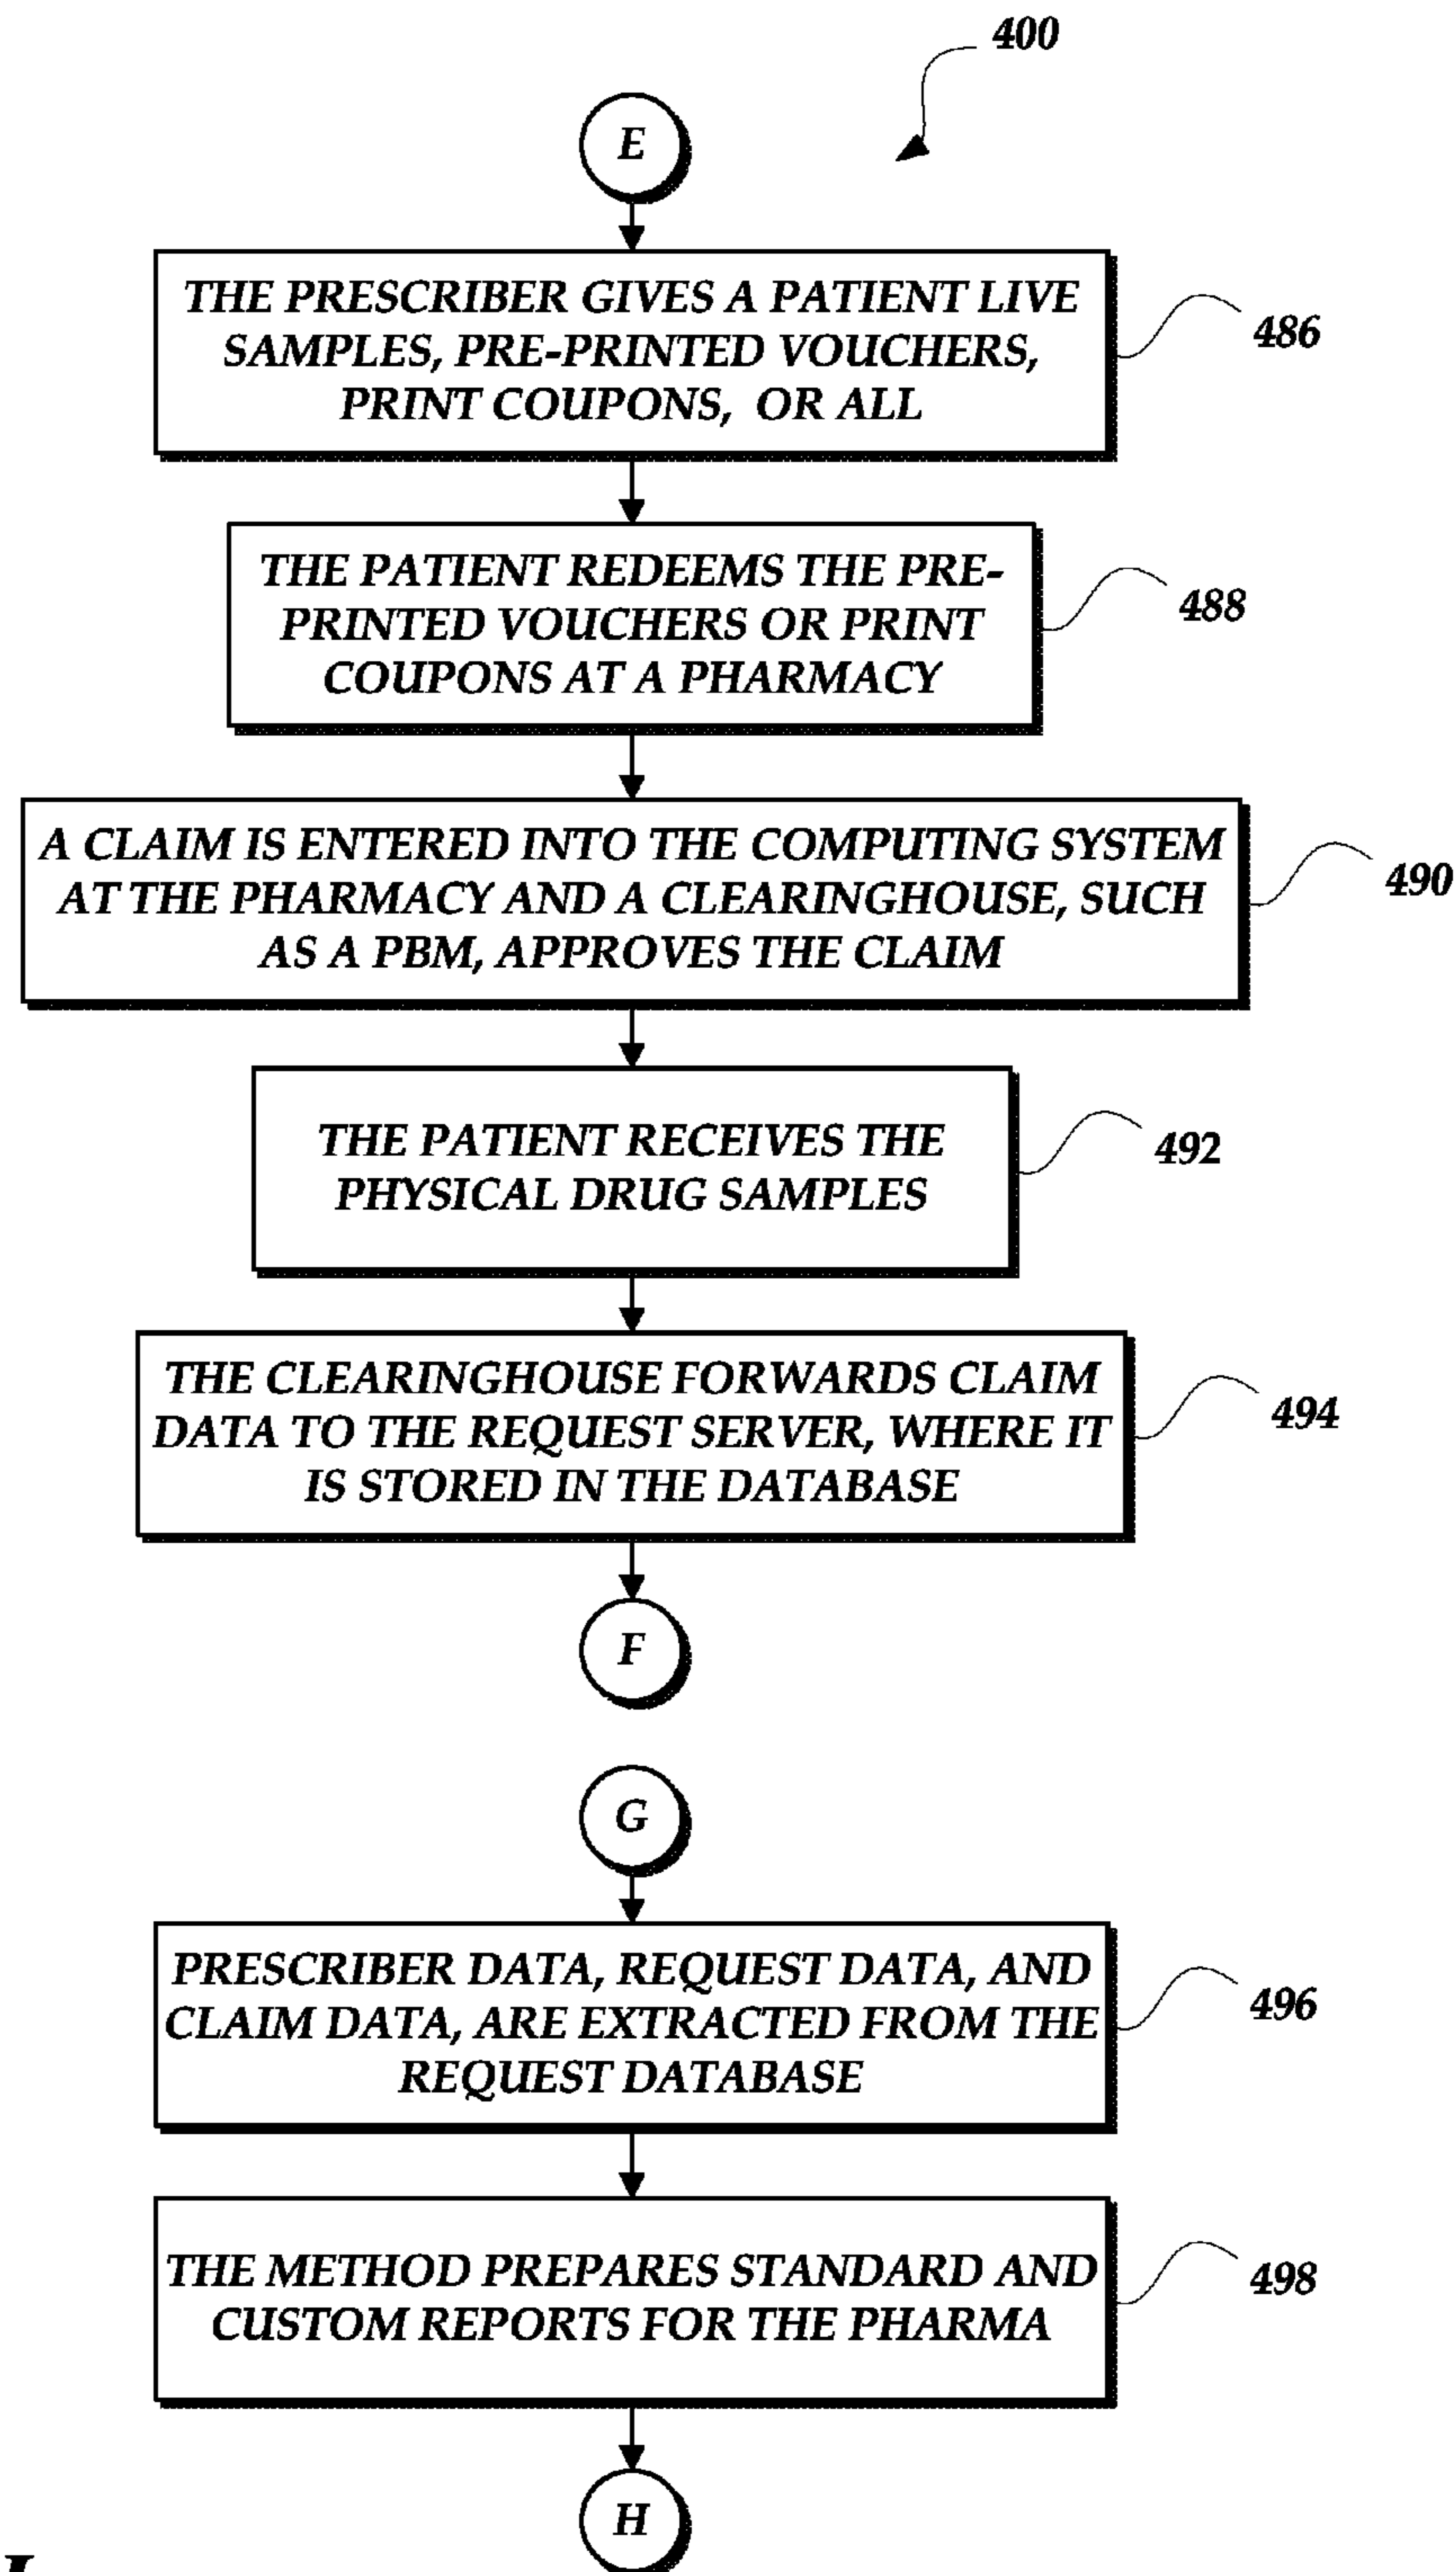 400
E
THE PRESCRIBER GIVES A PATIENT LIVE
SAMPLES, PRE-PRINTED VOUCHERS,
PRINT COUPONS, OR ALL
486
THE PATIENT REDEEMS THE PRE-
PRINTED VOUCHERS OR PRINT
COUPONS AT A PHARMACY
488
A CLAIM IS ENTERED INTO THE COMPUTING SYSTEM
AT THE PHARMACY AND A CLEARINGHOUSE, SUCH
AS A PBM, APPROVES THE CLAIM
490
THE PATIENT RECEIVES THE
PHYSICAL DRUG SAMPLES
492
THE CLEARINGHOUSE FORWARDS CLAIM
DATA TO THE REQUEST SERVER, WHERE IT
IS STORED IN THE DATABASE
494
F
G
PRESCRIBER DATA, REQUEST DATA, AND
CLAIM DATA, ARE EXTRACTED FROM THE
REQUEST DATABASE
496
THE METHOD PREPARES STANDARD AND
CUSTOM REPORTS FOR THE PHARMA
498
H